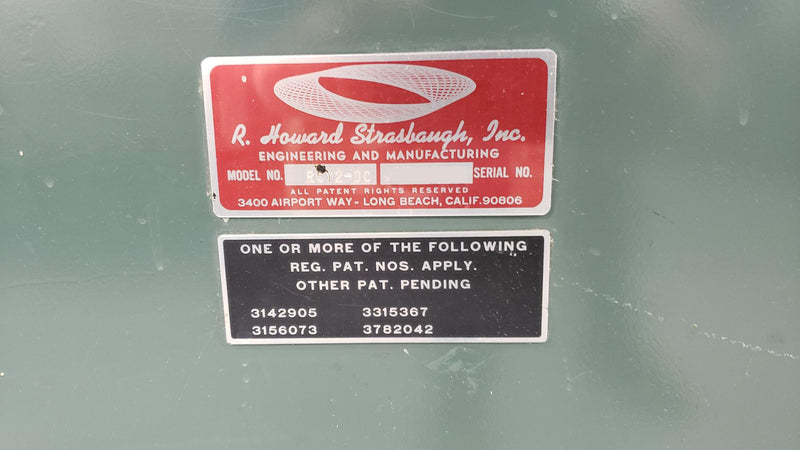 R. Howard Strasbaugh, Inc.
ENGINEERING AND MANUFACTURING
MODEL NO. SERIAL NO.
ALL PATENT RIGHTS RESERVED
3400 AIRPORT WAY - LONG BEACH, CALIF. 90806
ONE OR MORE OF THE FOLLOWING
REG. PAT. NOS. APPLY.
OTHER PAT. PENDING
3142905 3315367
3156073 3782042